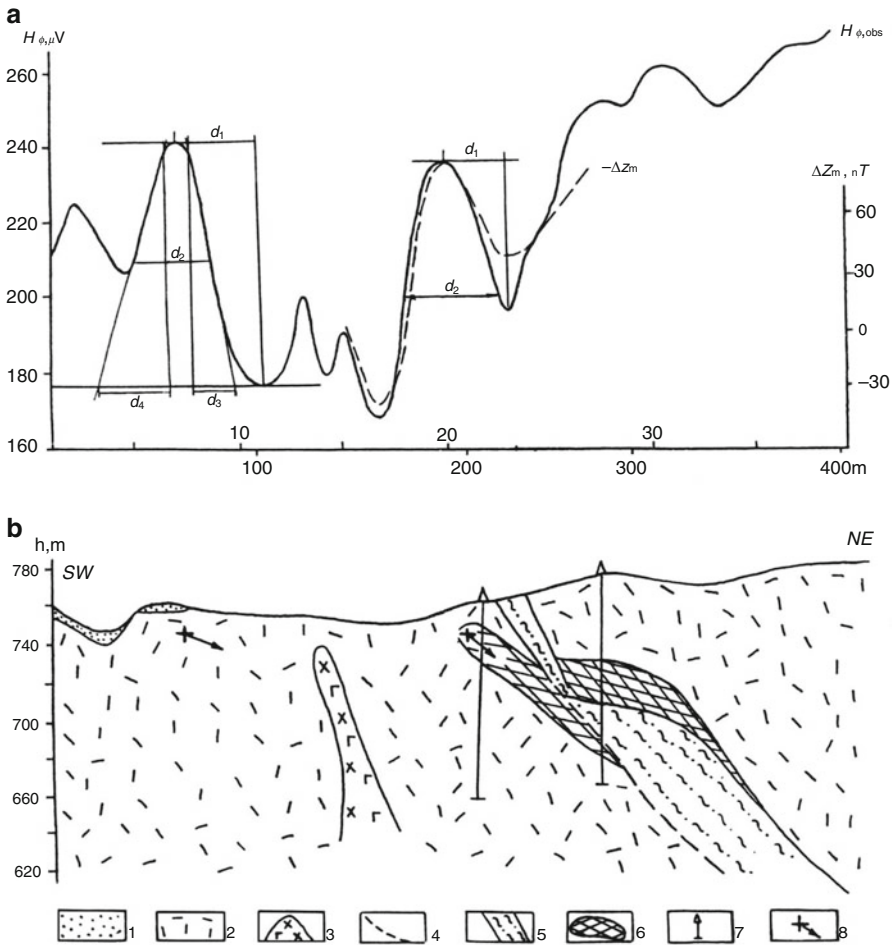 a
H ϕ,μV
H ϕ,obs
260
240
220
200
180
160
d1
d2
d4
d3
d1
d2
–Δzm
ΔZm , nT
60
30
0
–30
10
20
30
100
200
300
400m
b
h,m
SW
NE
780
740
700
660
620
1
2
3
4
5
6
7
8